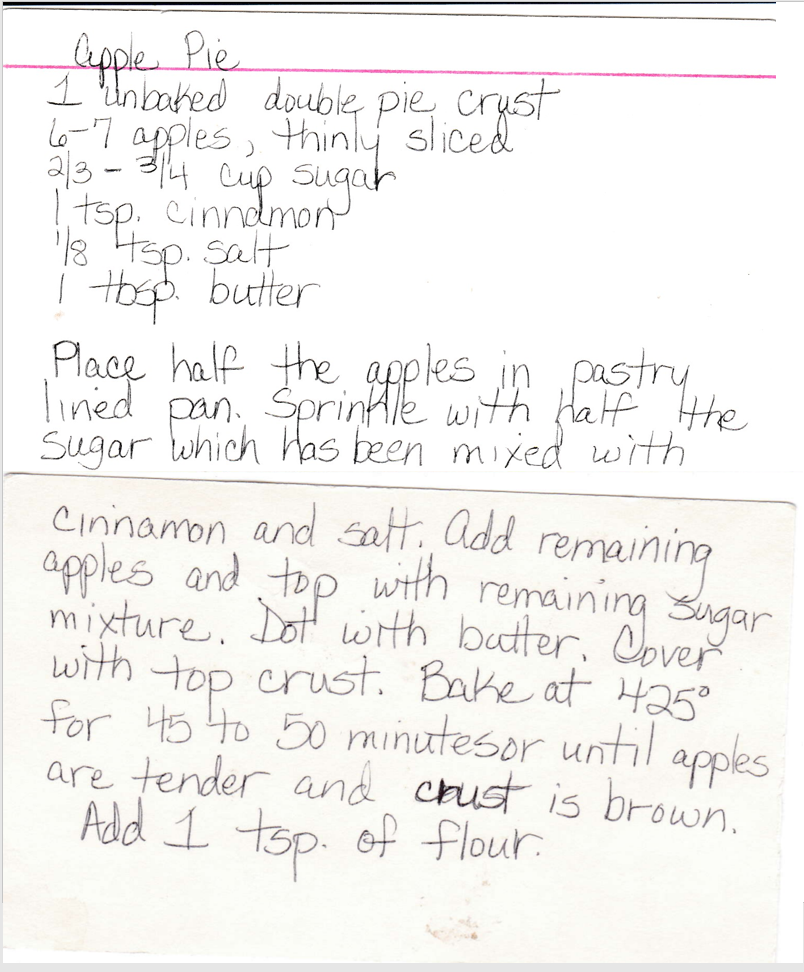 Apple Pie
1 unbaked double pie crust
6-7 apples, thinly sliced
2/3 - 3/4 cup sugar
1 tsp. cinnamon
1/8 tsp. salt
1 tbsp. butter
Place half the apples in pastry
lined pan. Sprinkle with half the
sugar which has been mixed with
cinnamon and salt. Add remaining
apples and top with remaining sugar
mixture. Dot with butter. Cover
with top crust. Bake at 425°
for 45 to 50 minutes or until apples
are tender and crust is brown.
Add 1 tsp. of flour.